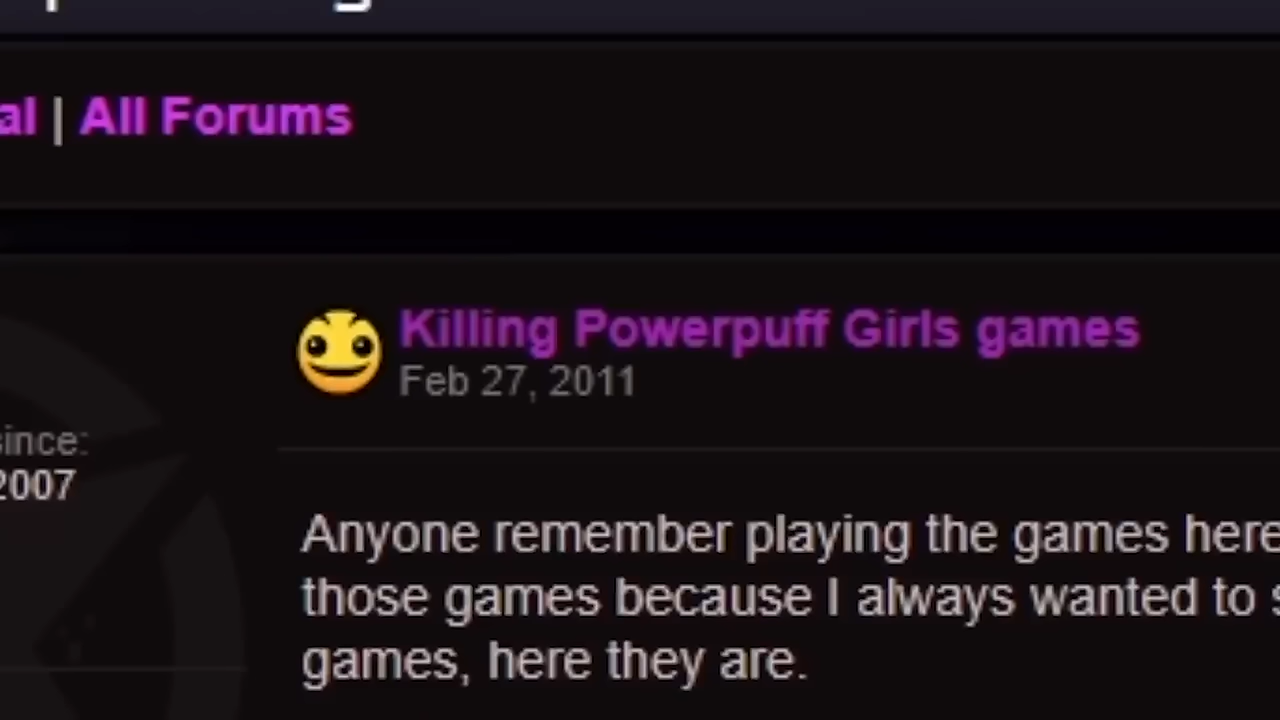 al | All Forums
Killing Powerpuff Girls games
Feb 27, 2011
since:
2007
Anyone remember playing the games here
those games because I always wanted to s
games, here they are.